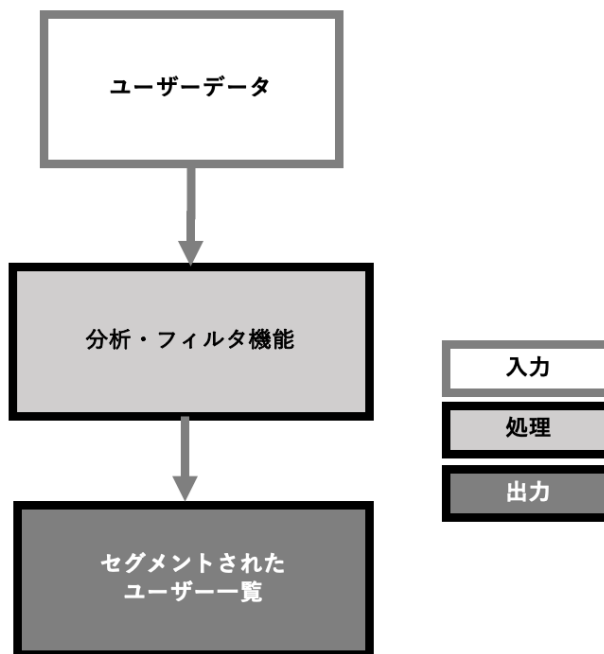 ユーザーデータ
分析・フィルタ機能
セグメントされた
ユーザー一覧
入力
処理
出力